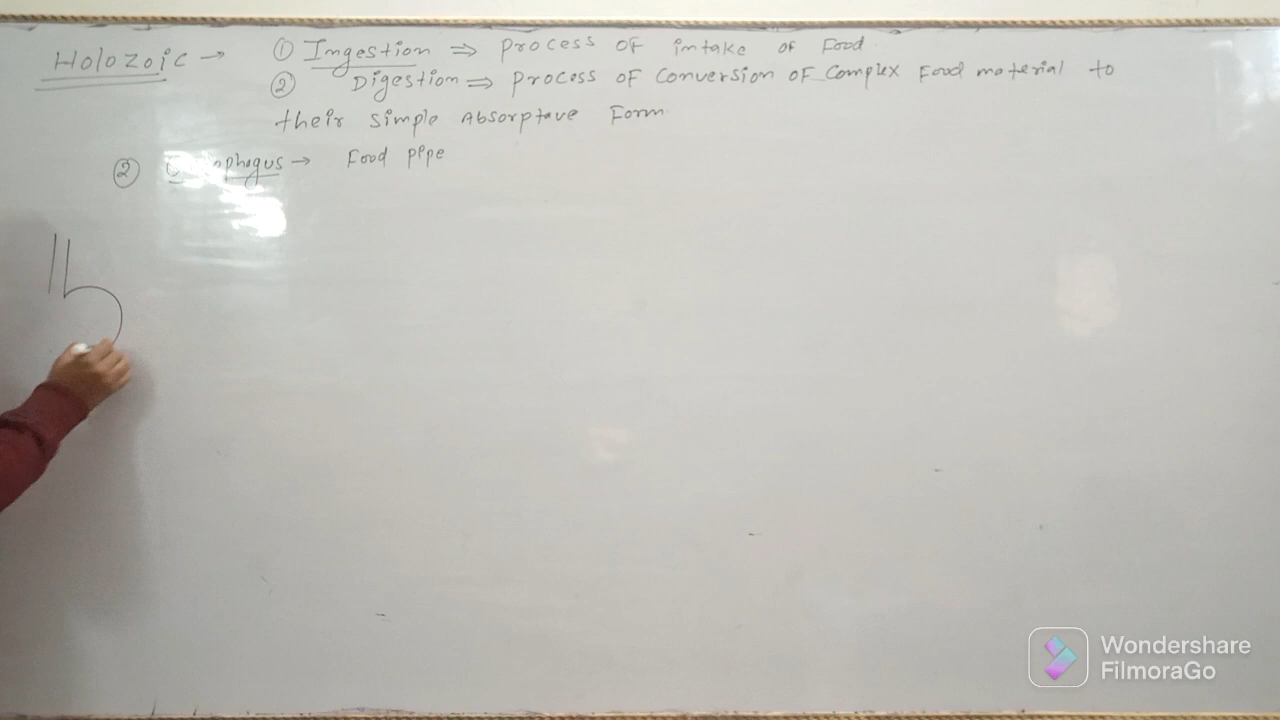 Holozoic → ① Ingestion ⇒ Process of intake of Food.
② Digestion ⇒ Process of Conversion of Complex Food material to
their simple Absorptave Form.
② phagus → Food pipe
Wondershare
FilmoraGo